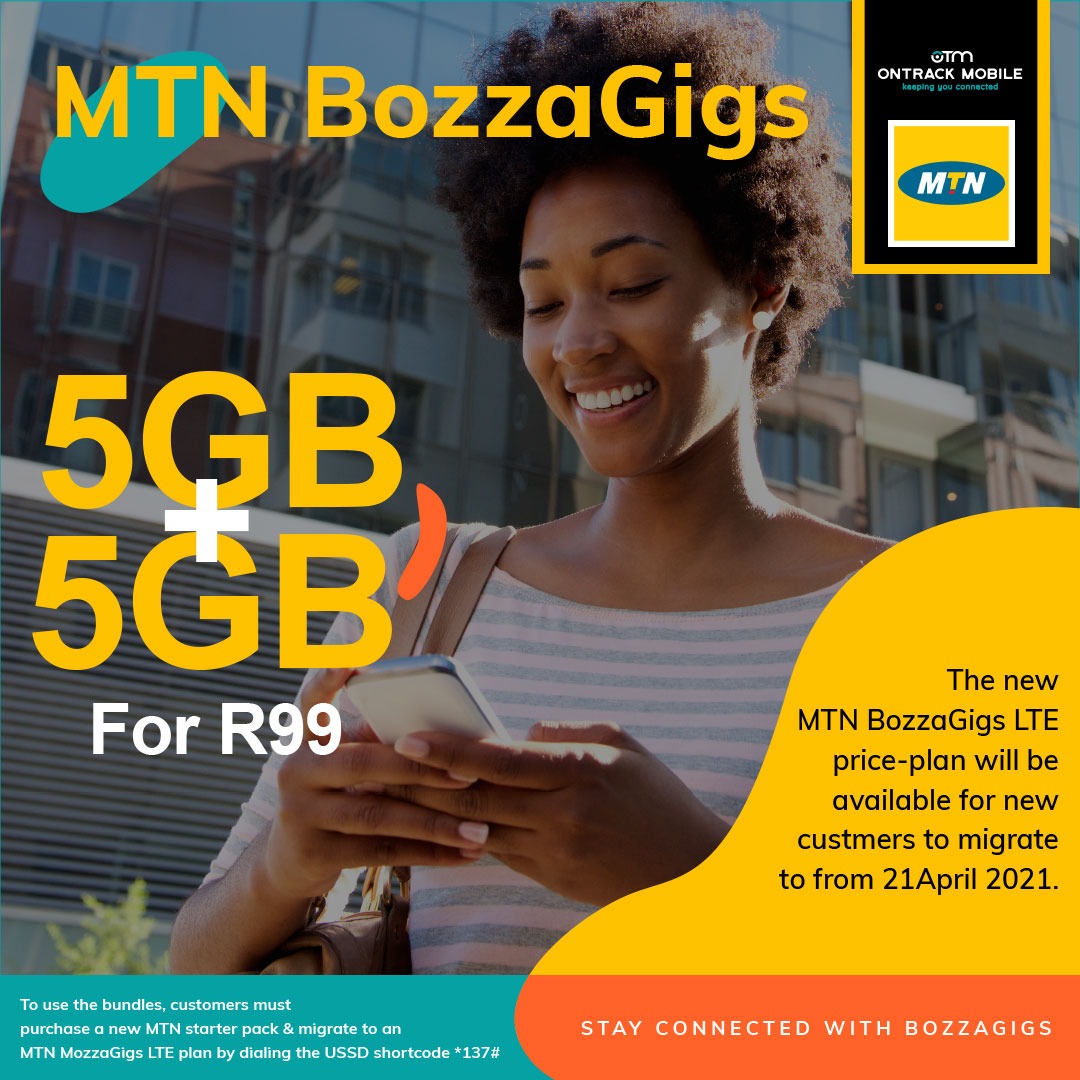 MTN BozzaGigs
OTM
ONTRACK MOBILE
keeping you connected
MTN
5GB
+
5GB
For R99
The new
MTN BozzaGigs LTE
price-plan will be
available for new
custmers to migrate
to from 21April 2021.
To use the bundles, customers must
purchase a new MTN starter pack & migrate to an
MTN MozzaGigs LTE plan by dialing the USSD shortcode *137#
STAY CONNECTED WITH BOZZAGIGS